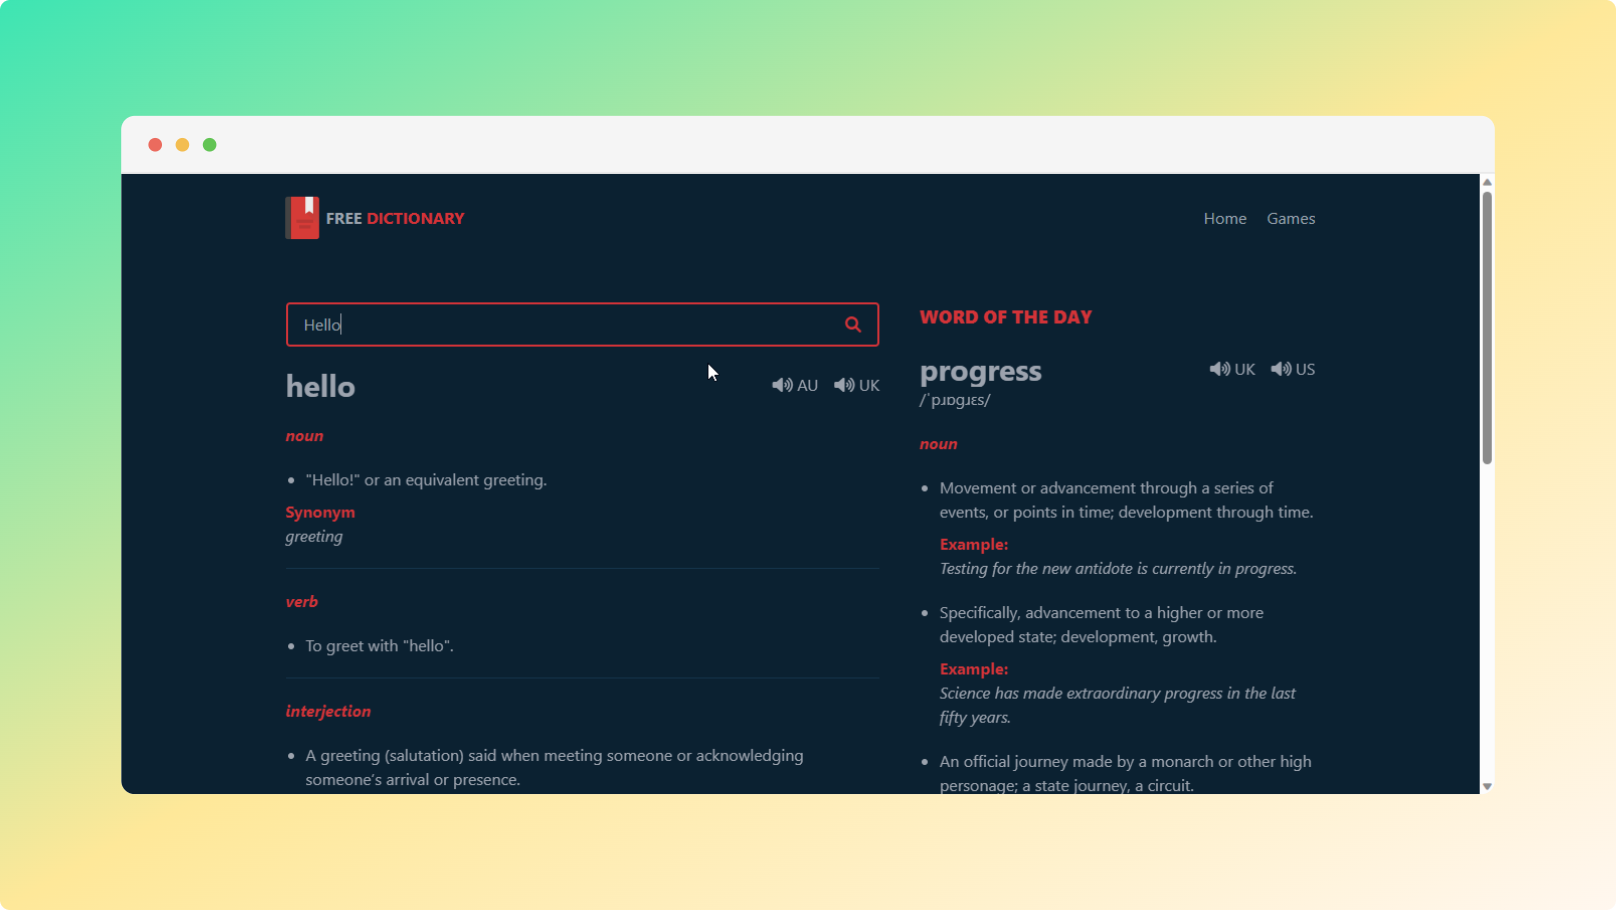 FREE DICTIONARY
Home
Games
Hello
hello
AU
UK
noun
• "Hello!" or an equivalent greeting.
Synonym
greeting
verb
• To greet with "hello".
interjection
• A greeting (salutation) said when meeting someone or acknowledging
someone's arrival or presence.
WORD OF THE DAY
progress
UK
US
/ˈpɹɒɡɹɛs/
noun
• Movement or advancement through a series of
events, or points in time; development through time.
Example:
Testing for the new antidote is currently in progress.
• Specifically, advancement to a higher or more
developed state; development, growth.
Example:
Science has made extraordinary progress in the last
fifty years.
• An official journey made by a monarch or other high
personage; a state journey, a circuit.